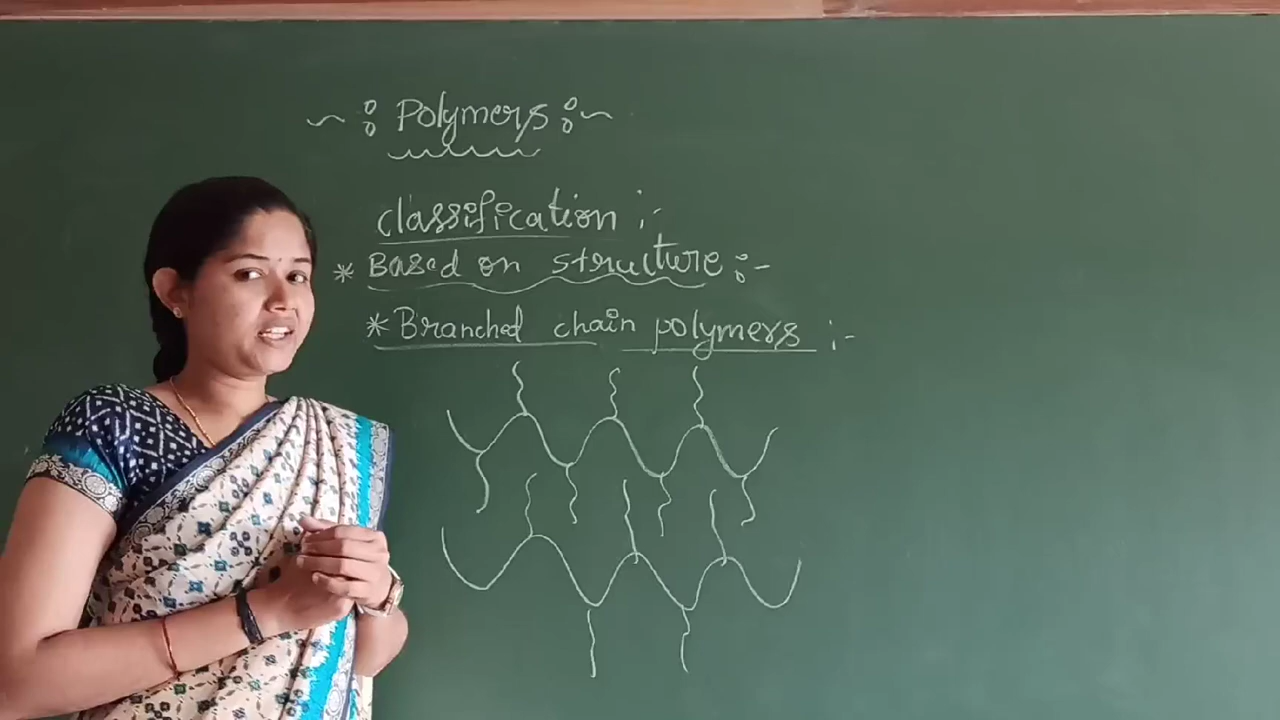 ~ : Polymers : ~
classification :-
* Based on structure :-
* Branched chain polymers :-